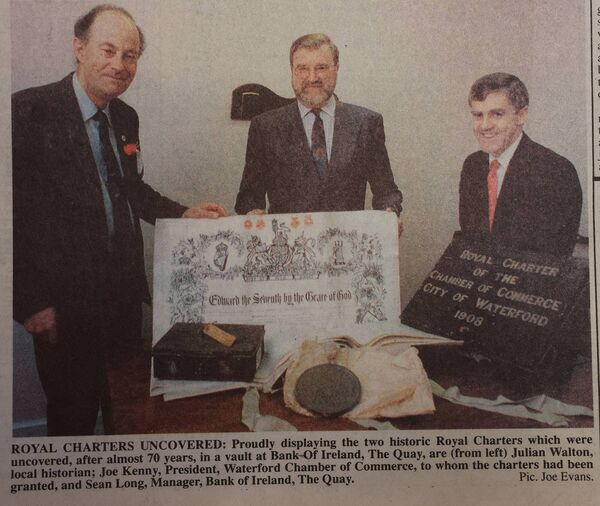 Edward the Seventh by the Grace of God
ROYAL CHARTER
OF THE
CHAMBER OF COMMERCE
CITY OF WATERFORD
1908
ROYAL CHARTERS UNCOVERED: Proudly displaying the two historic Royal Charters which were
uncovered, after almost 70 years, in a vault at Bank-Of Ireland, The Quay, are (from left) Julian Walton,
local historian; Joe Kenny, President, Waterford Chamber of Commerce, to whom the charters had been
granted, and Sean Long, Manager, Bank of Ireland, The Quay.
Pic. Joe Evans.